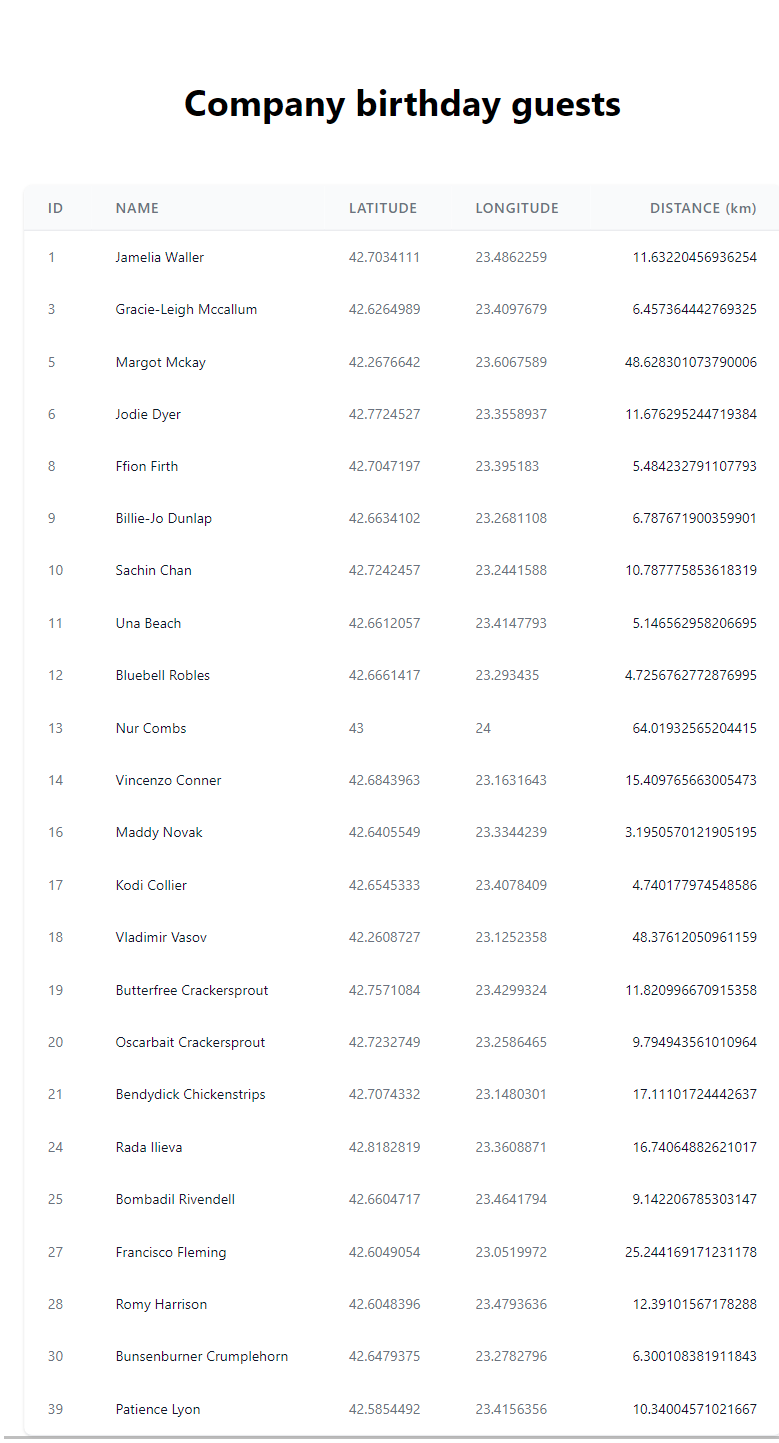 Company birthday guests
ID NAME LATITUDE LONGITUDE DISTANCE (km)
1 Jamelia Waller 42.7034111 23.4862259 11.63220456936254
3 Gracie-Leigh Mccallum 42.6264989 23.4097679 6.457364442769325
5 Margot Mckay 42.2676642 23.6067589 48.628301073790006
6 Jodie Dyer 42.7724527 23.3558937 11.676295244719384
8 Ffion Firth 42.7047197 23.395183 5.484232791107793
9 Billie-Jo Dunlap 42.6634102 23.2681108 6.787671900359901
10 Sachin Chan 42.7242457 23.2441588 10.787775853618319
11 Una Beach 42.6612057 23.4147793 5.146562958206695
12 Bluebell Robles 42.6661417 23.293435 4.7256762772876995
13 Nur Combs 43 24 64.01932565204415
14 Vincenzo Conner 42.6843963 23.1631643 15.409765663005473
16 Maddy Novak 42.6405549 23.3344239 3.1950570121905195
17 Kodi Collier 42.6545333 23.4078409 4.740177974548586
18 Vladimir Vasov 42.2608727 23.1252358 48.37612050961159
19 Butterfree Crackersprout 42.7571084 23.4299324 11.820996670915358
20 Oscarbait Crackersprout 42.7232749 23.2586465 9.794943561010964
21 Bendydick Chickenstrips 42.7074332 23.1480301 17.11101724442637
24 Rada Ilieva 42.8182819 23.3608871 16.74064882621017
25 Bombadil Rivendell 42.6604717 23.4641794 9.142206785303147
27 Francisco Fleming 42.6049054 23.0519972 25.244169171231178
28 Romy Harrison 42.6048396 23.4793636 12.39101567178288
30 Bunsenburner Crumplehorn 42.6479375 23.2782796 6.300108381911843
39 Patience Lyon 42.5854492 23.4156356 10.34004571021667